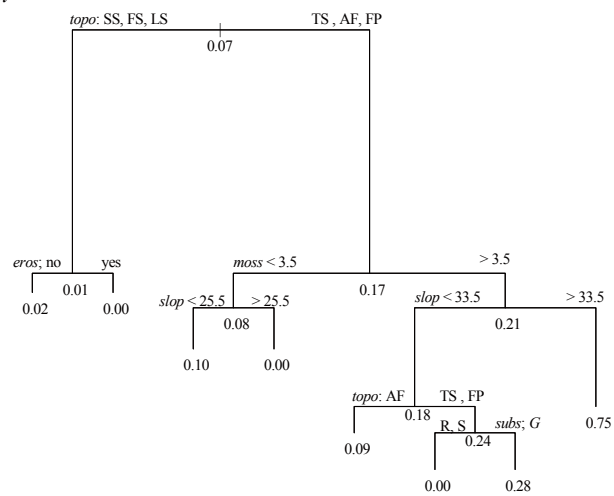 topo: SS, FS, LS TS , AF, FP
0.07
eros; no yes
0.01
0.02 0.00
moss < 3.5 > 3.5
0.17
slop < 25.5 > 25.5
0.08
0.10 0.00
slop < 33.5 > 33.5
0.21
0.75
topo: AF TS , FP
0.18
0.09
R, S subs; G
0.24
0.00 0.28